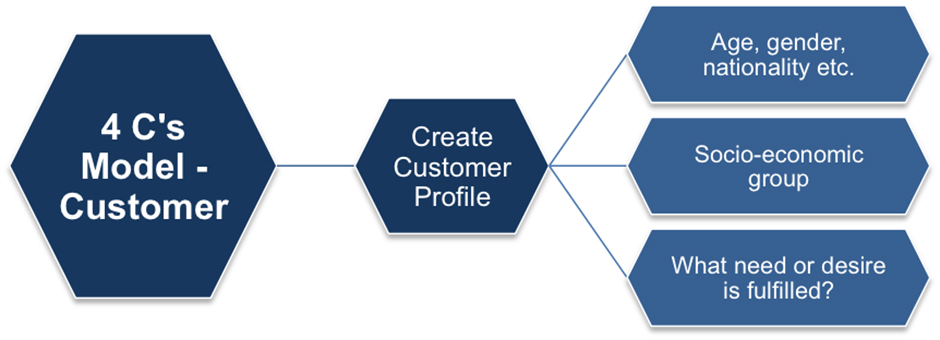 4 C's
Model -
Customer
Create
Customer
Profile
Age, gender,
nationality etc.
Socio-economic
group
What need or desire
is fulfilled?